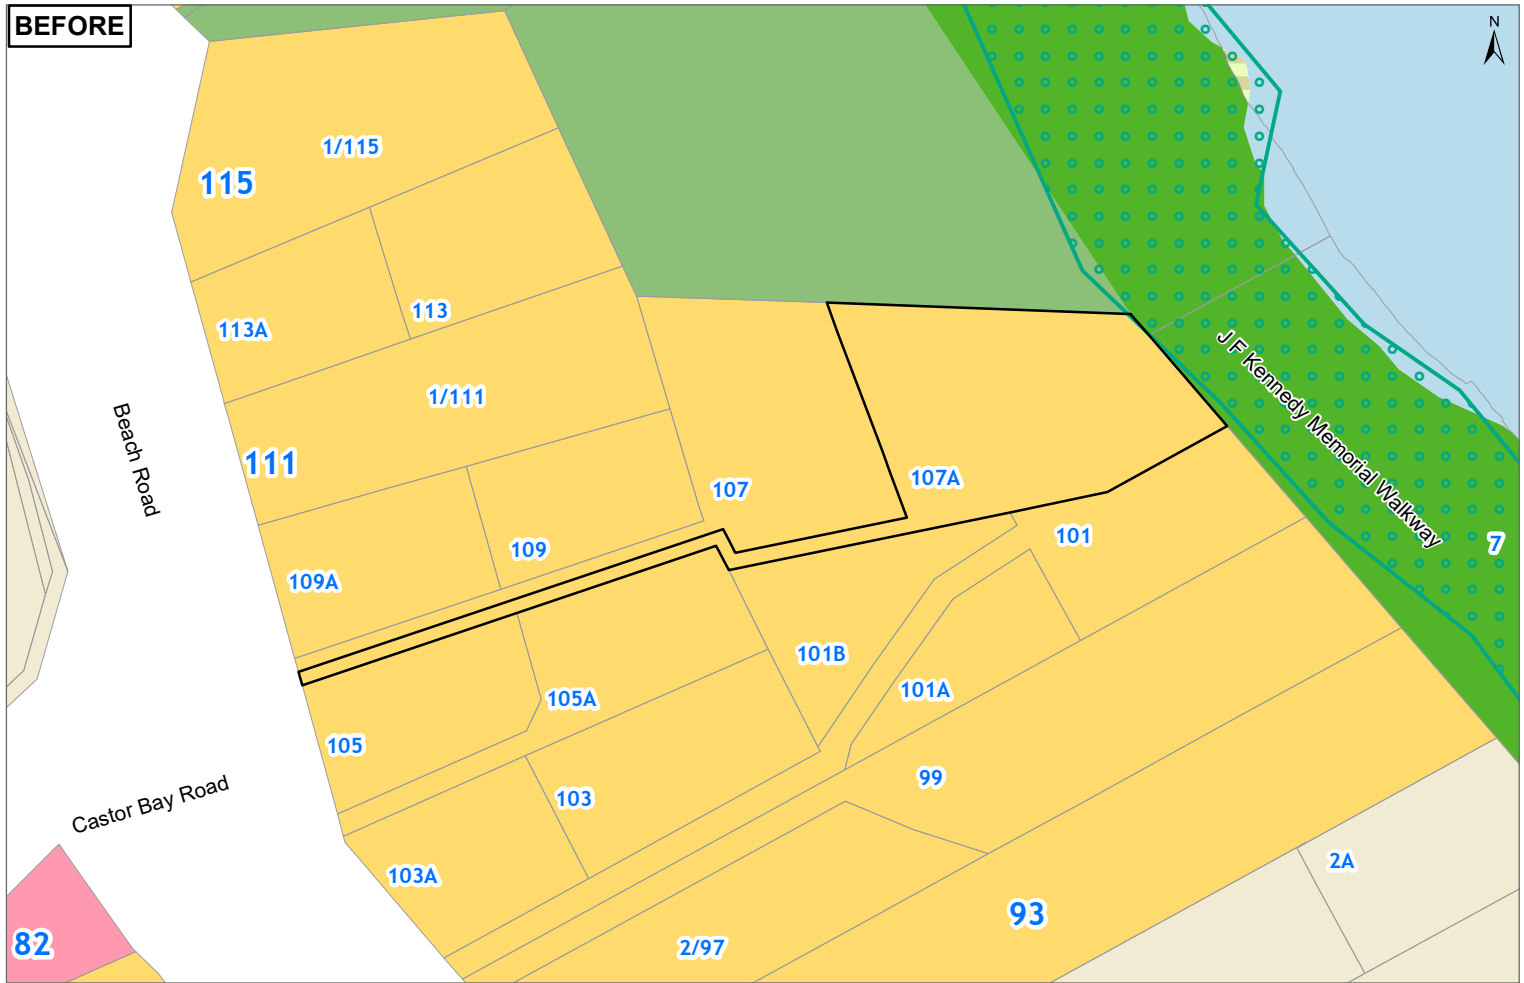 BEFORE
N
1/115
115
113
113A
1/111
111
Beach Road
J F Kennedy Memorial Walkway
107A
107
101
7
109
109A
101B
101A
105A
105
99
103
Castor Bay Road
103A
2A
93
82
2/97